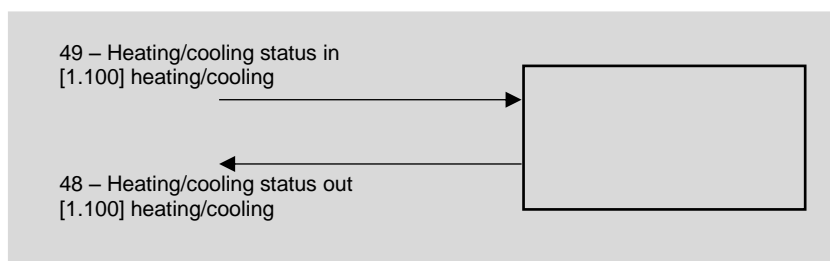 49 – Heating/cooling status in
[1.100] heating/cooling
48 – Heating/cooling status out
[1.100] heating/cooling